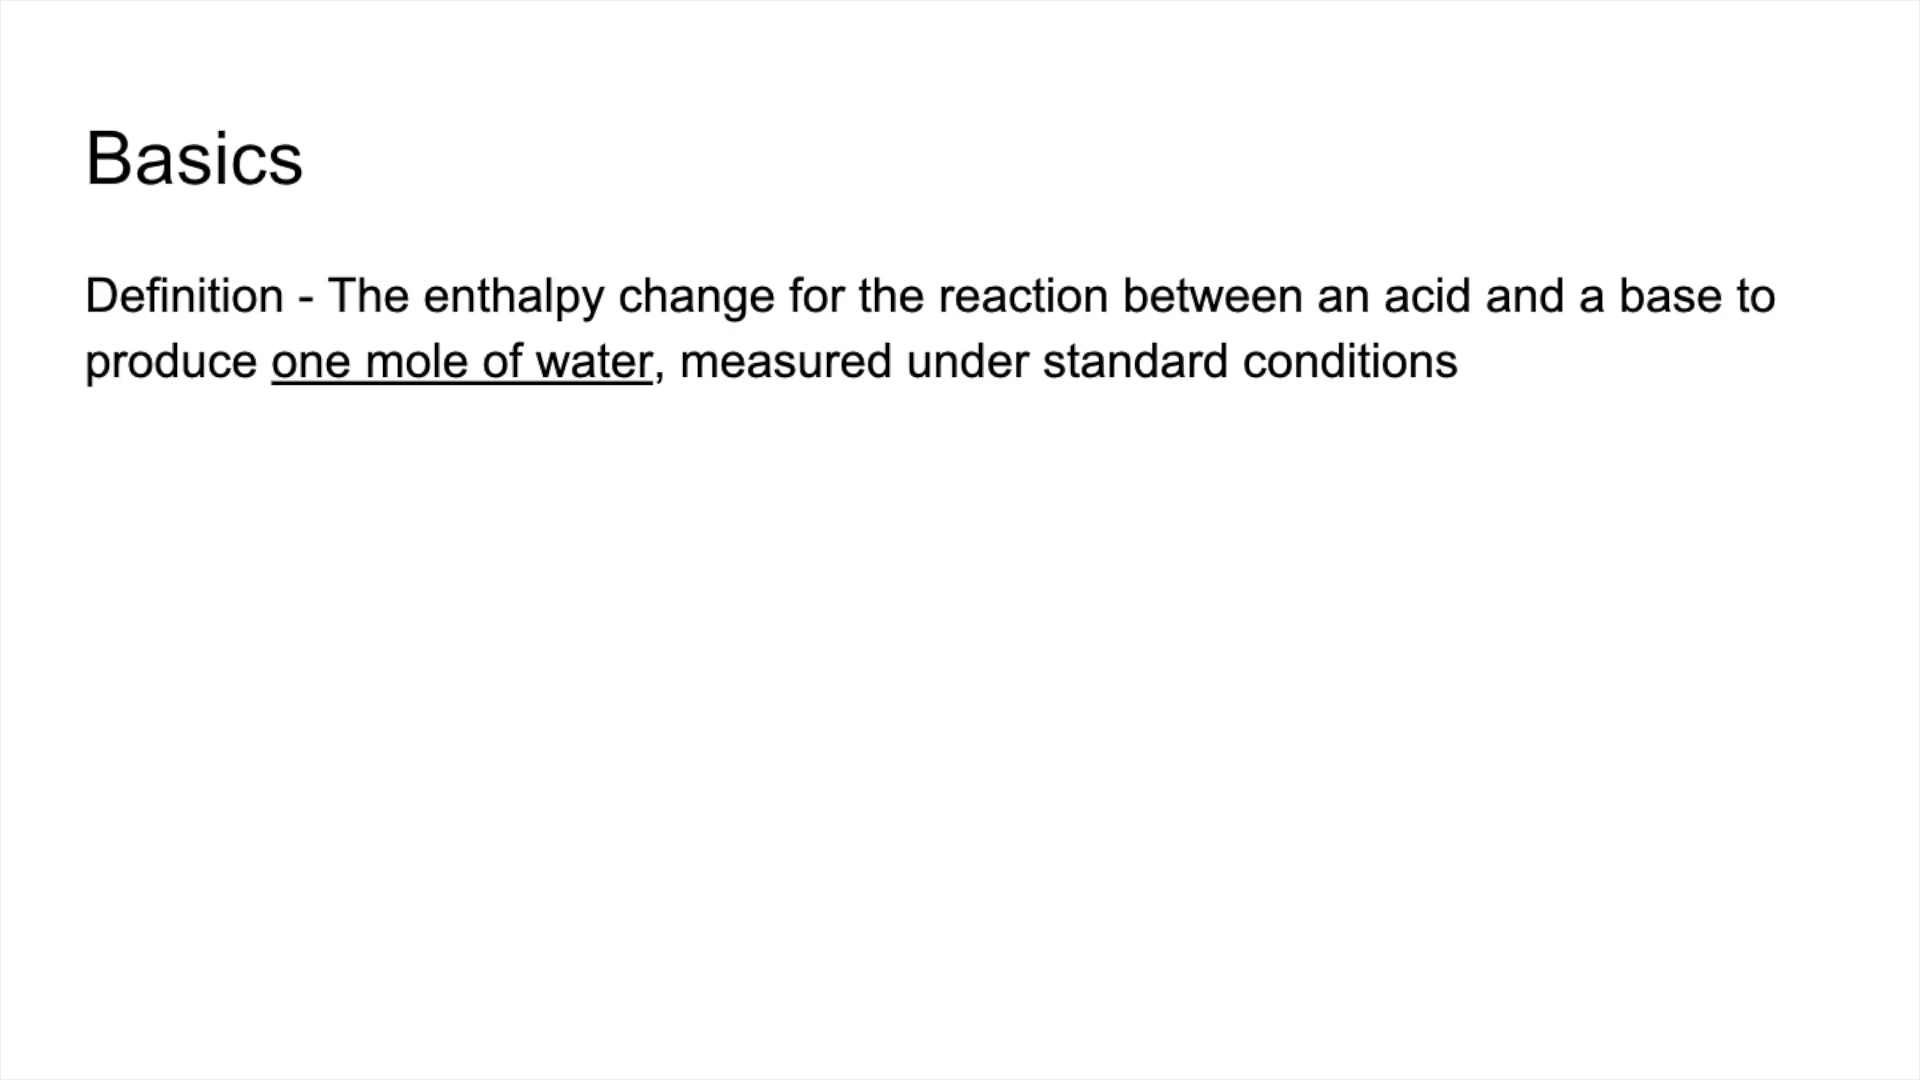 Basics
Definition - The enthalpy change for the reaction between an acid and a base to
produce one mole of water, measured under standard conditions